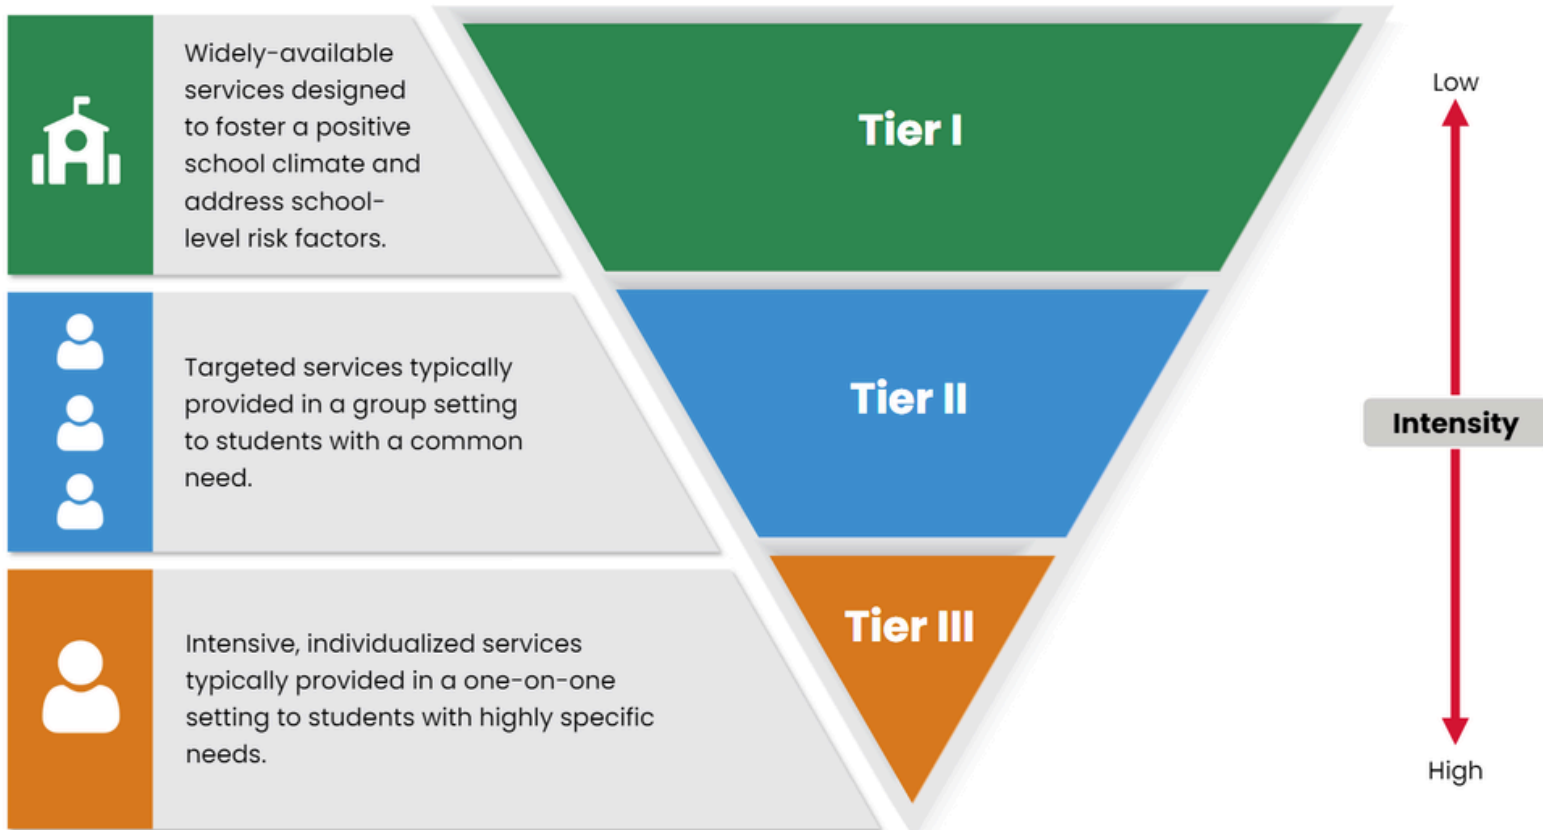 Widely-available
services designed
to foster a positive
school climate and
address school-
level risk factors.
Tier I
Low
Targeted services typically
provided in a group setting
to students with a common
need.
Tier II
Intensity
Intensive, individualized services
typically provided in a one-on-one
setting to students with highly specific
needs.
Tier III
High